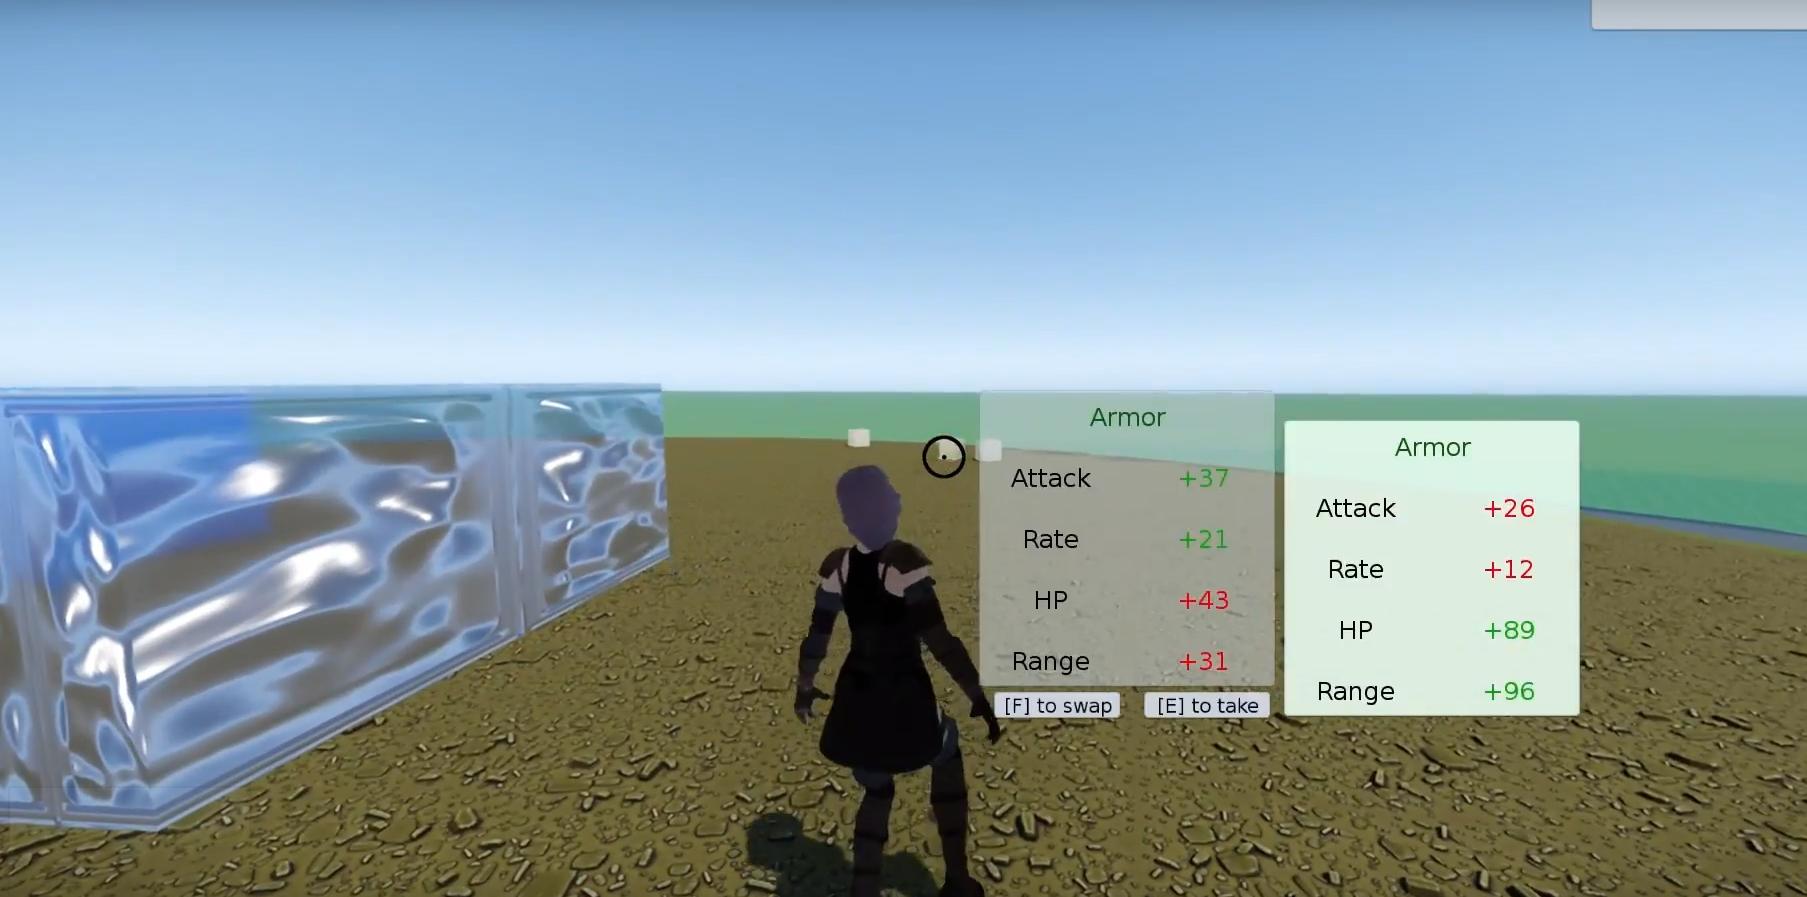 Armor
Attack +37
Rate +21
HP +43
Range +31
[F] to swap [E] to take
Armor
Attack +26
Rate +12
HP +89
Range +96